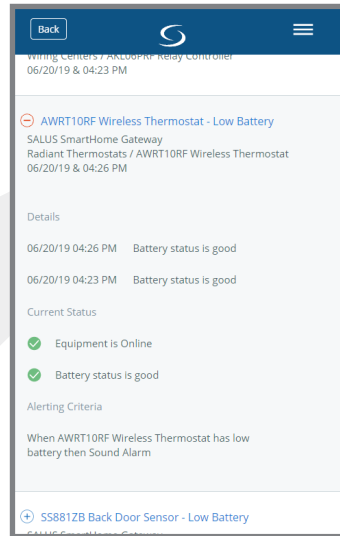 Back
Wiring Centers / AKL06PRF Relay Controller
06/20/19 & 04:23 PM
AWRT10RF Wireless Thermostat - Low Battery
SALUS SmartHome Gateway
Radiant Thermostats / AWRT10RF Wireless Thermostat
06/20/19 & 04:26 PM
Details
06/20/19 04:26 PM Battery status is good
06/20/19 04:23 PM Battery status is good
Current Status
Equipment is Online
Battery status is good
Alerting Criteria
When AWRT10RF Wireless Thermostat has low
battery then Sound Alarm
SS881ZB Back Door Sensor - Low Battery
SALUS SmartHome Gateway